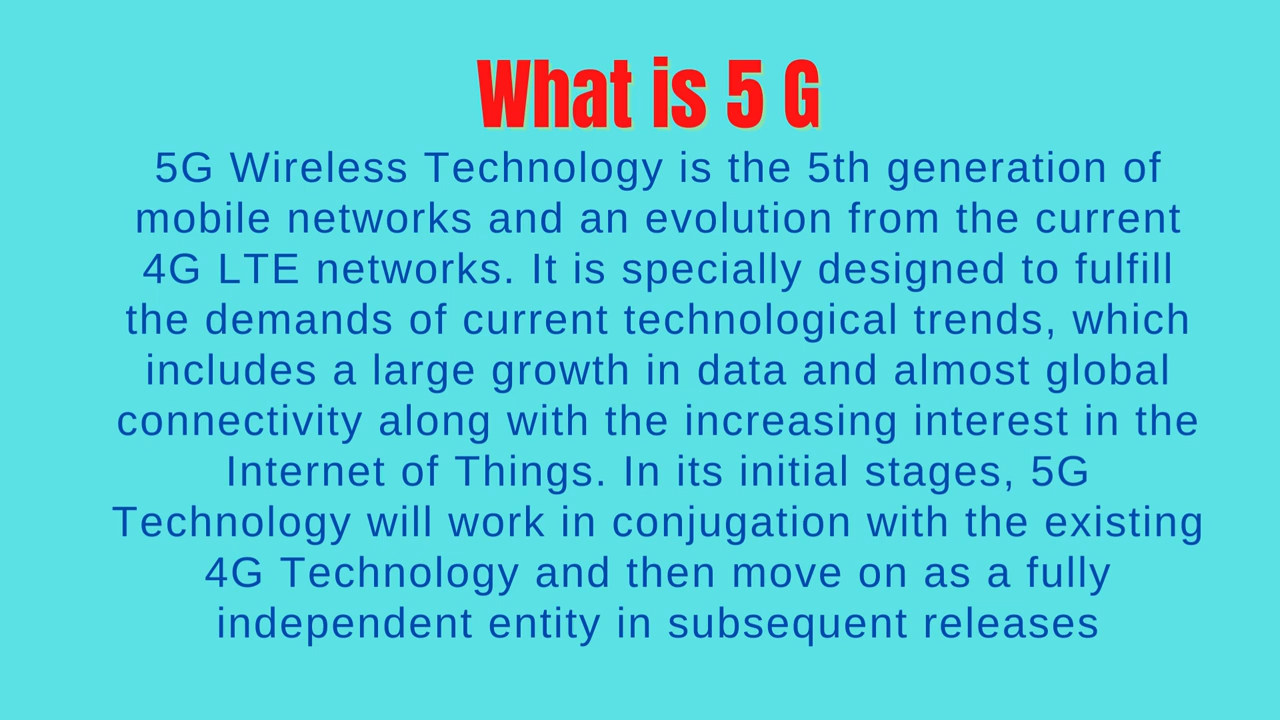 What is 5 G
5G Wireless Technology is the 5th generation of
mobile networks and an evolution from the current
4G LTE networks. It is specially designed to fulfill
the demands of current technological trends, which
includes a large growth in data and almost global
connectivity along with the increasing interest in the
Internet of Things. In its initial stages, 5G
Technology will work in conjugation with the existing
4G Technology and then move on as a fully
independent entity in subsequent releases